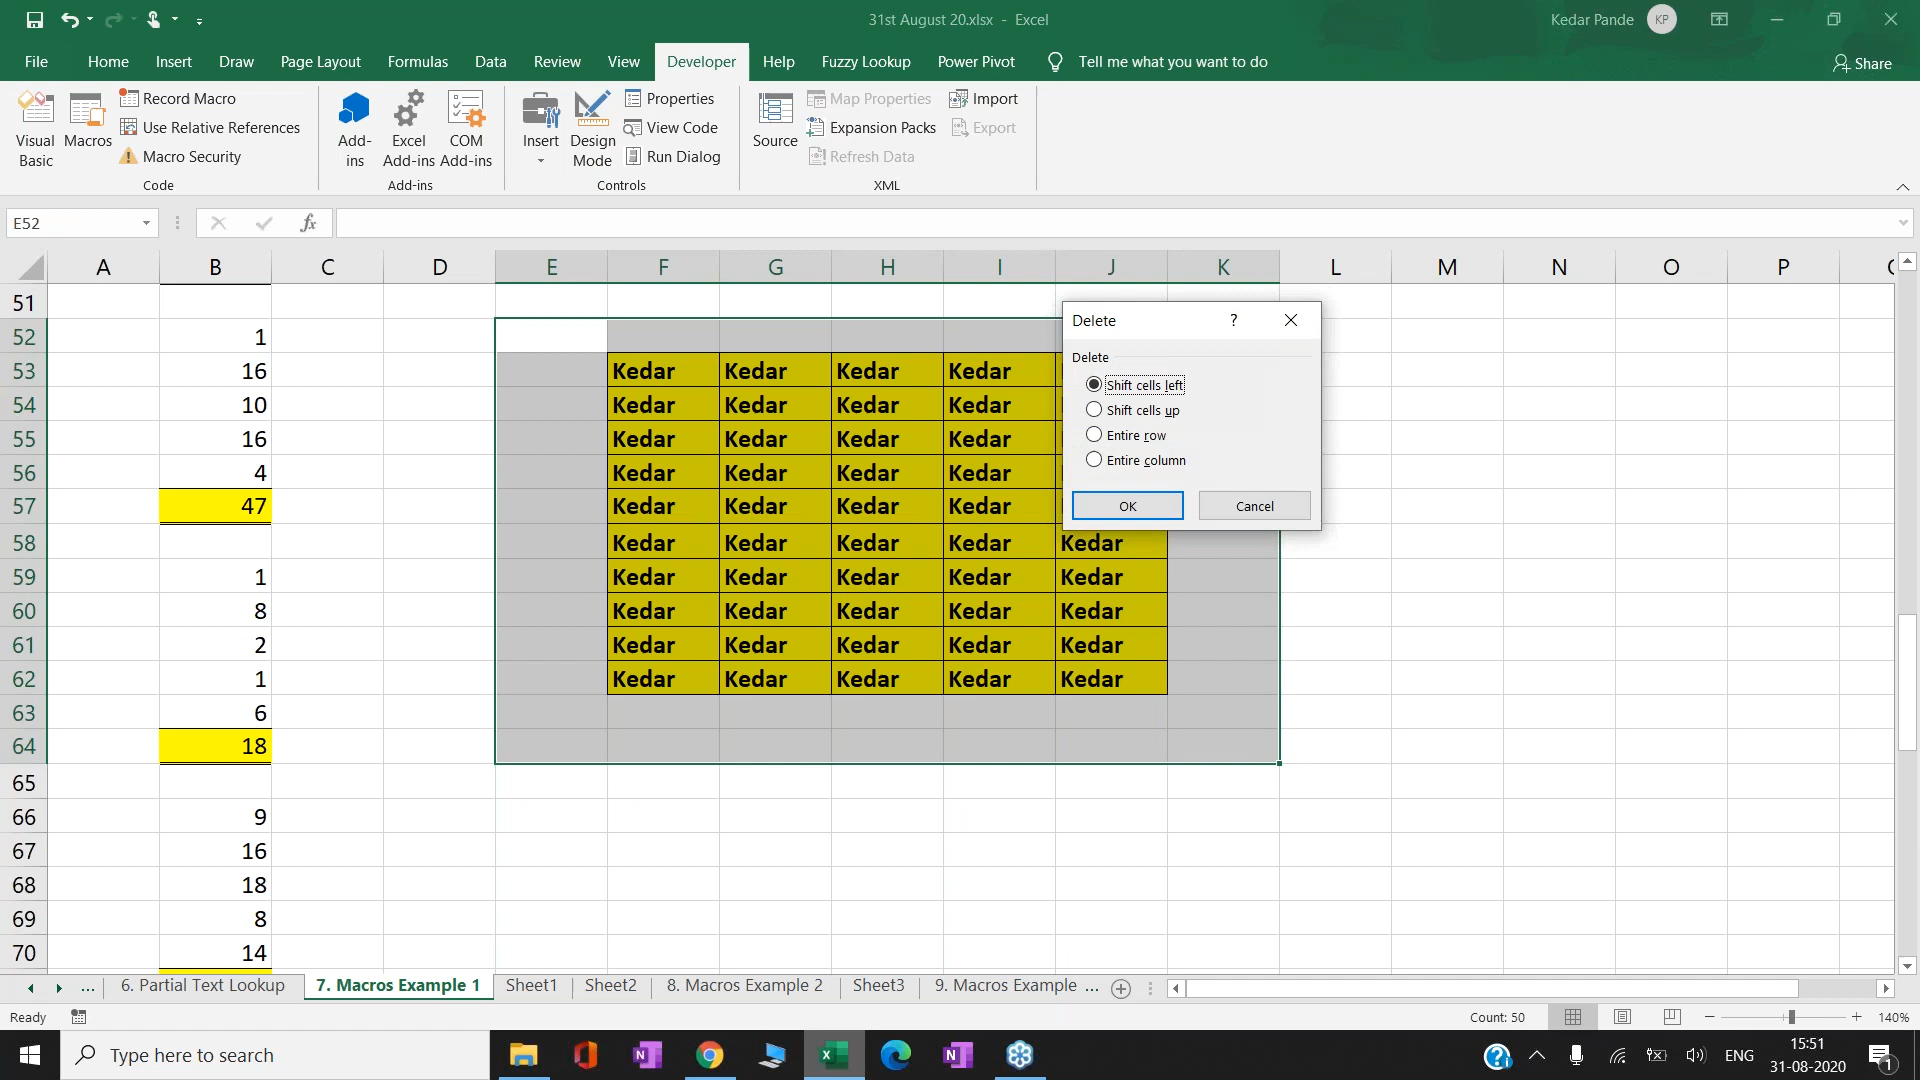 31st August 20.xlsx - Excel
Kedar Pande KP
File Home Insert Draw Page Layout Formulas Data Review View Developer Help Fuzzy Lookup Power Pivot Tell me what you want to do Share
Visual Basic
Macros
Record Macro
Use Relative References
Macro Security
Code
Add-ins
Excel Add-ins
COM Add-ins
Add-ins
Insert
Design Mode
Properties
View Code
Run Dialog
Controls
Source
Map Properties
Expansion Packs
Refresh Data
Import
Export
XML
E52 fx
A B C D E F G H I J K L M N O P
51
52 1
53 16 Kedar Kedar Kedar Kedar
54 10 Kedar Kedar Kedar Kedar
55 16 Kedar Kedar Kedar Kedar
56 4 Kedar Kedar Kedar Kedar
57 47 Kedar Kedar Kedar Kedar
58 Kedar Kedar Kedar Kedar Kedar
59 1 Kedar Kedar Kedar Kedar Kedar
60 8 Kedar Kedar Kedar Kedar Kedar
61 2 Kedar Kedar Kedar Kedar Kedar
62 1 Kedar Kedar Kedar Kedar Kedar
63 6
64 18
65
66 9
67 16
68 18
69 8
70 14
Delete ?
Delete
Shift cells left
Shift cells up
Entire row
Entire column
OK Cancel
... 6. Partial Text Lookup 7. Macros Example 1 Sheet1 Sheet2 8. Macros Example 2 Sheet3 9. Macros Example ...
Ready Count: 50 140%
Type here to search
ENG
15:51
31-08-2020
1